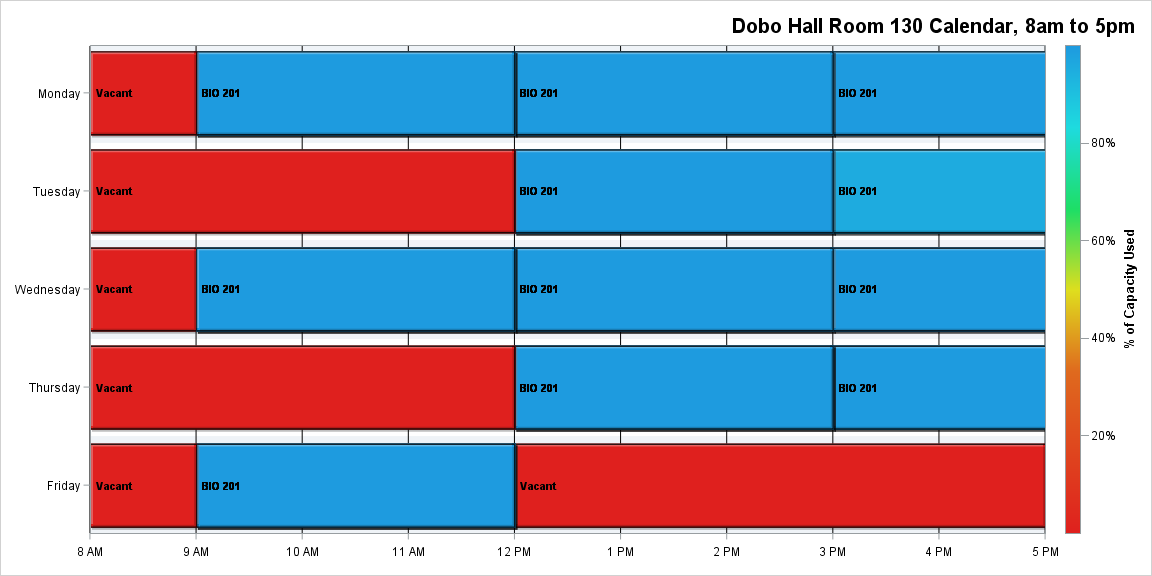 Dobo Hall Room 130 Calendar, 8am to 5pm
Monday
Vacant
BIO 201
BIO 201
BIO 201
Tuesday
Vacant
BIO 201
BIO 201
Wednesday
Vacant
BIO 201
BIO 201
BIO 201
Thursday
Vacant
BIO 201
BIO 201
Friday
Vacant
BIO 201
Vacant
8 AM
9 AM
10 AM
11 AM
12 PM
1 PM
2 PM
3 PM
4 PM
5 PM
80%
60%
40%
20%
% of Capacity Used